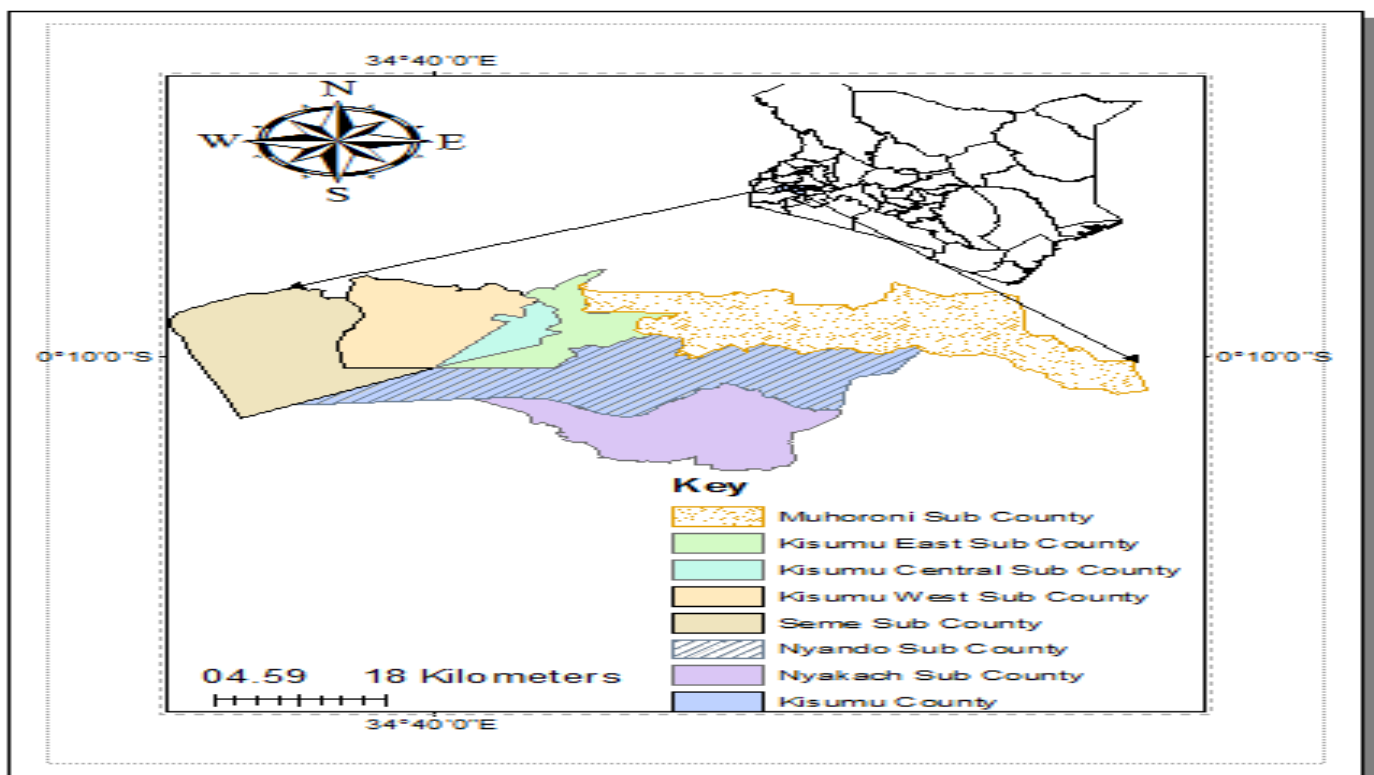 34°40'0"E
N
W E
S
0°10'0"S 0°10'0"S
Key
Muhoroni Sub County
Kisumu East Sub County
Kisumu Central Sub County
Kisumu West Sub County
Seme Sub County
Nyando Sub County
Nyakach Sub County
Kisumu County
04.59 18 Kilometers
34°40'0"E